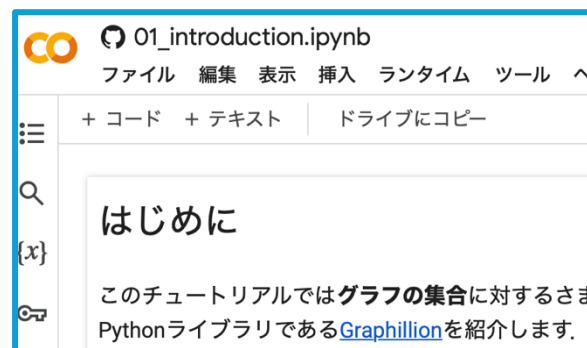 01_introduction.ipynb
ファイル 編集 表示 挿入 ランタイム ツール
+ コード + テキスト ドライブにコピー
はじめに
{x}
このチュートリアルではグラフの集合に対するさま
PythonライブラリであるGraphillionを紹介します.